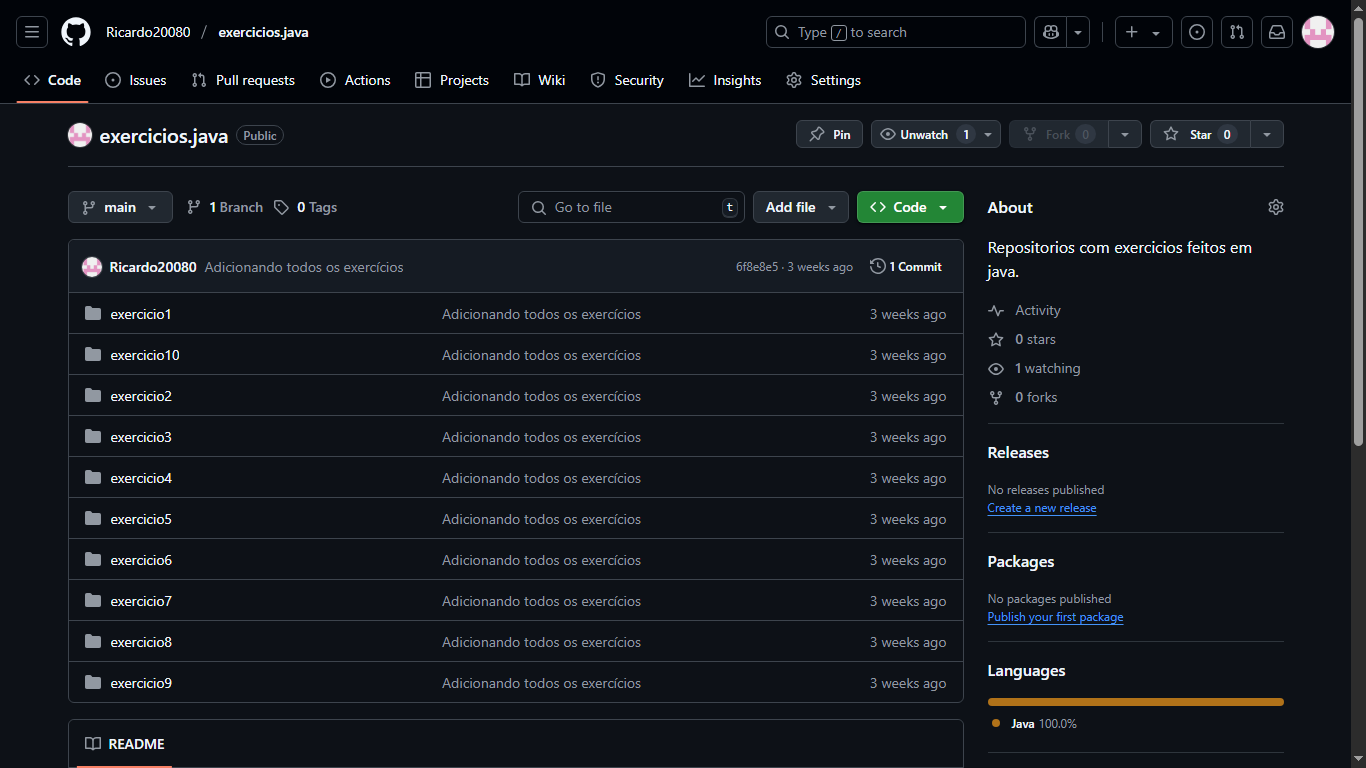 Ricardo20080 / exercicios.java
Type / to search
Code Issues Pull requests Actions Projects Wiki Security Insights Settings
exercicios.java Public
Pin Unwatch 1 Fork 0 Star 0
main 1 Branch 0 Tags
Go to file t Add file Code
Ricardo20080 Adicionando todos os exercícios 6f8e8e5 · 3 weeks ago 1 Commit
exercicio1 Adicionando todos os exercícios 3 weeks ago
exercicio10 Adicionando todos os exercícios 3 weeks ago
exercicio2 Adicionando todos os exercícios 3 weeks ago
exercicio3 Adicionando todos os exercícios 3 weeks ago
exercicio4 Adicionando todos os exercícios 3 weeks ago
exercicio5 Adicionando todos os exercícios 3 weeks ago
exercicio6 Adicionando todos os exercícios 3 weeks ago
exercicio7 Adicionando todos os exercícios 3 weeks ago
exercicio8 Adicionando todos os exercícios 3 weeks ago
exercicio9 Adicionando todos os exercícios 3 weeks ago
README
About
Repositorios com exercicios feitos em
java.
Activity
0 stars
1 watching
0 forks
Releases
No releases published
Create a new release
Packages
No packages published
Publish your first package
Languages
Java 100.0%